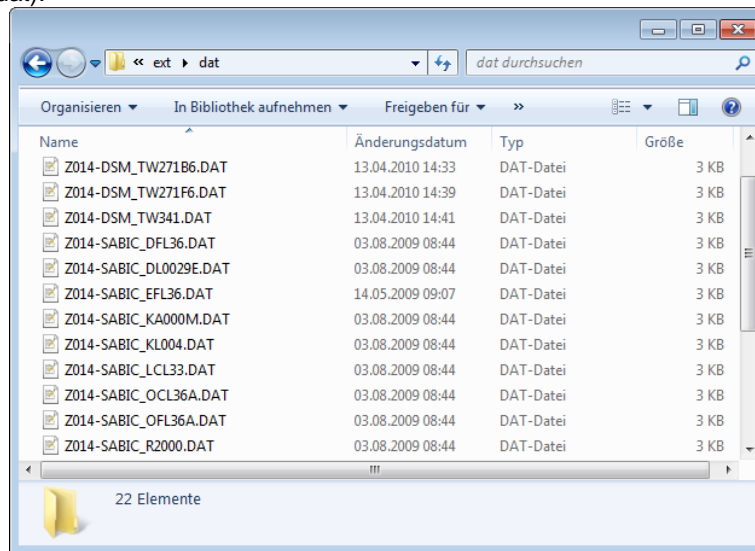 « ext ▸ dat dat durchsuchen
Organisieren In Bibliothek aufnehmen Freigeben für »
Name Änderungsdatum Typ Größe
Z014-DSM_TW271B6.DAT 13.04.2010 14:33 DAT-Datei 3 KB
Z014-DSM_TW271F6.DAT 13.04.2010 14:39 DAT-Datei 3 KB
Z014-DSM_TW341.DAT 13.04.2010 14:41 DAT-Datei 3 KB
Z014-SABIC_DFL36.DAT 03.08.2009 08:44 DAT-Datei 3 KB
Z014-SABIC_DL0029E.DAT 03.08.2009 08:44 DAT-Datei 3 KB
Z014-SABIC_EFL36.DAT 14.05.2009 09:07 DAT-Datei 3 KB
Z014-SABIC_KA000M.DAT 03.08.2009 08:44 DAT-Datei 3 KB
Z014-SABIC_KL004.DAT 03.08.2009 08:44 DAT-Datei 3 KB
Z014-SABIC_LCL33.DAT 03.08.2009 08:44 DAT-Datei 3 KB
Z014-SABIC_OCL36A.DAT 03.08.2009 08:44 DAT-Datei 3 KB
Z014-SABIC_OFL36A.DAT 03.08.2009 08:44 DAT-Datei 3 KB
Z014-SABIC_R2000.DAT 03.08.2009 08:44 DAT-Datei 3 KB
22 Elemente